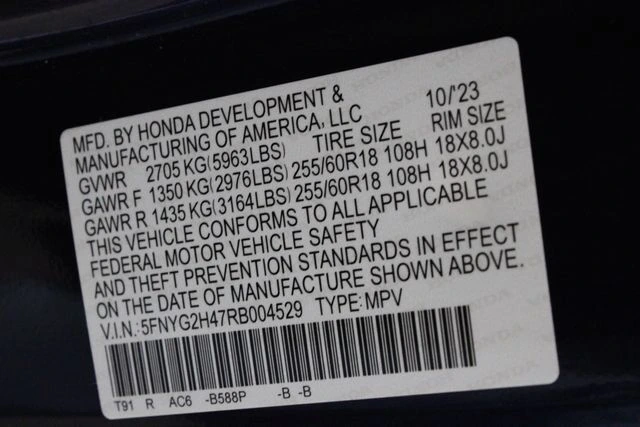 MFD. BY HONDA DEVELOPMENT & 10/'23
MANUFACTURING OF AMERICA, LLC
GVWR 2705 KG(5963LBS) TIRE SIZE RIM SIZE
GAWR F 1350 KG(2976LBS) 255/60R18 108H 18X8.0J
GAWR R 1435 KG(3164LBS) 255/60R18 108H 18X8.0J
THIS VEHICLE CONFORMS TO ALL APPLICABLE
FEDERAL MOTOR VEHICLE SAFETY
AND THEFT PREVENTION STANDARDS IN EFFECT
ON THE DATE OF MANUFACTURE SHOWN ABOVE.
V.I.N.:5FNYG2H47RB004529 TYPE:MPV
T91 R AC6 -B588P -B -B